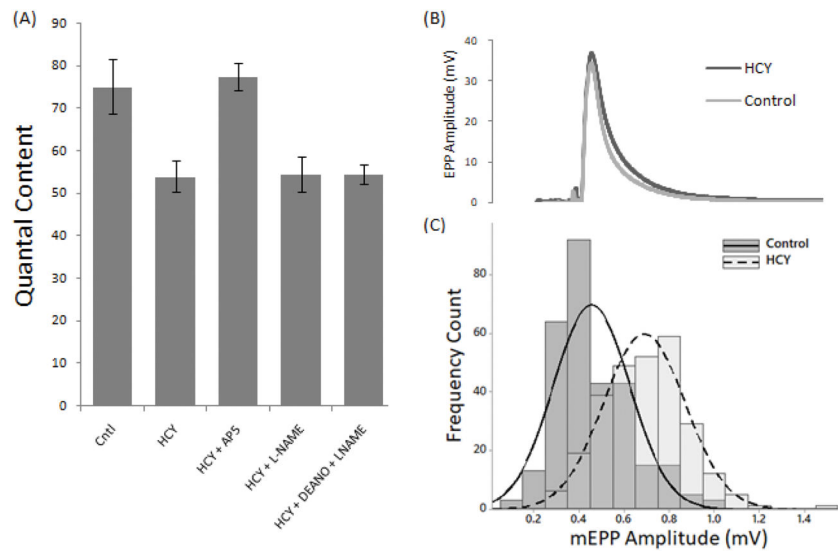 (A)
90
80
70
60
50
40
30
20
10
0
Quantal Content
Cntl
HCY
HCY + APS
HCY + L-NAME
HCY + DEANO + LNAME
(B)
40
30
20
10
0
EPP Amplitude (mV)
HCY
Control
(C)
80
60
40
20
0
Frequency Count
Control
HCY
0.2 0.4 0.6 0.8 1.0 1.2 1.4
mEPP Amplitude (mV)